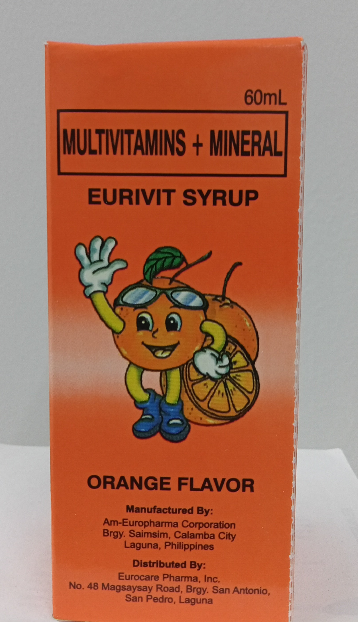 60mL
MULTIVITAMINS + MINERAL
EURIVIT SYRUP
ORANGE FLAVOR
Manufactured By:
Am-Europharma Corporation
Brgy. Saimsim, Calamba City
Laguna, Philippines
Distributed By:
Eurocare Pharma, Inc.
No. 48 Magsaysay Road, Brgy. San Antonio,
San Pedro, Laguna